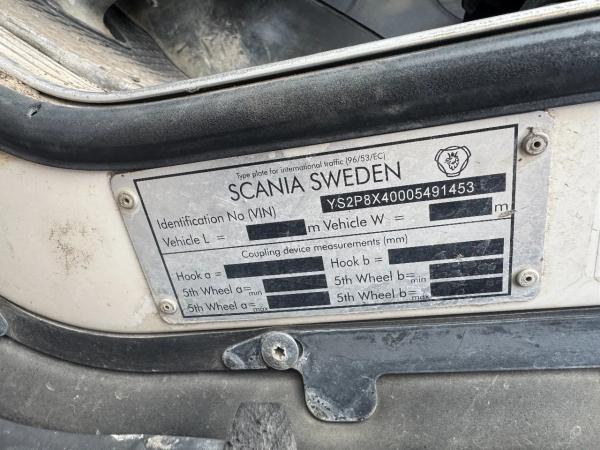 Type plate for international traffic (96/53/EC)
SCANIA SWEDEN
Identification No (VIN) YS2P8X40005491453
Vehicle L = m Vehicle W = m
Coupling device measurements (mm)
Hook a = Hook b =
5th Wheel a=min 5th Wheel b=min
5th Wheel a=max 5th Wheel b=max